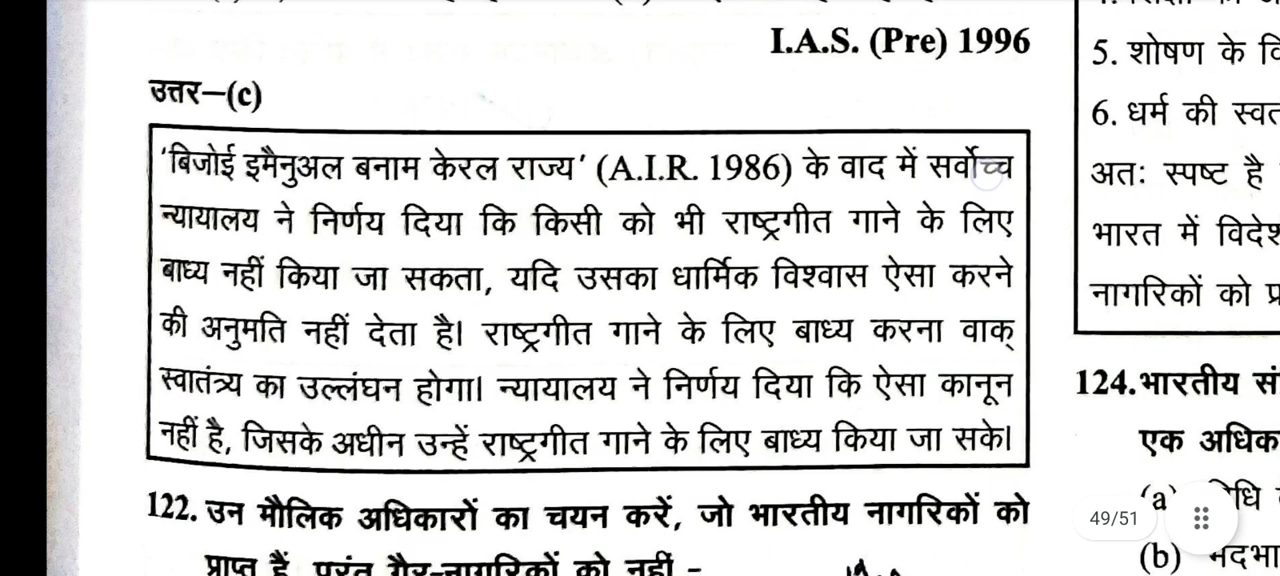 I.A.S. (Pre) 1996
उत्तर–(c)
'बिजोई इमैनुअल बनाम केरल राज्य' (A.I.R. 1986) के वाद में सर्वोच्च
न्यायालय ने निर्णय दिया कि किसी को भी राष्ट्रगीत गाने के लिए
बाध्य नहीं किया जा सकता, यदि उसका धार्मिक विश्वास ऐसा करने
की अनुमति नहीं देता है। राष्ट्रगीत गाने के लिए बाध्य करना वाक्
स्वातंत्र्य का उल्लंघन होगा। न्यायालय ने निर्णय दिया कि ऐसा कानून
नहीं है, जिसके अधीन उन्हें राष्ट्रगीत गाने के लिए बाध्य किया जा सके।
122. उन मौलिक अधिकारों का चयन करें, जो भारतीय नागरिकों को
प्राप्त हैं परंतु गैर-नागरिकों को नहीं –
5. शोषण के
6. धर्म की
अतः स्पष्ट है
भारत में
नागरिकों को
124. भारतीय
एक
(a)
(b)
49/51